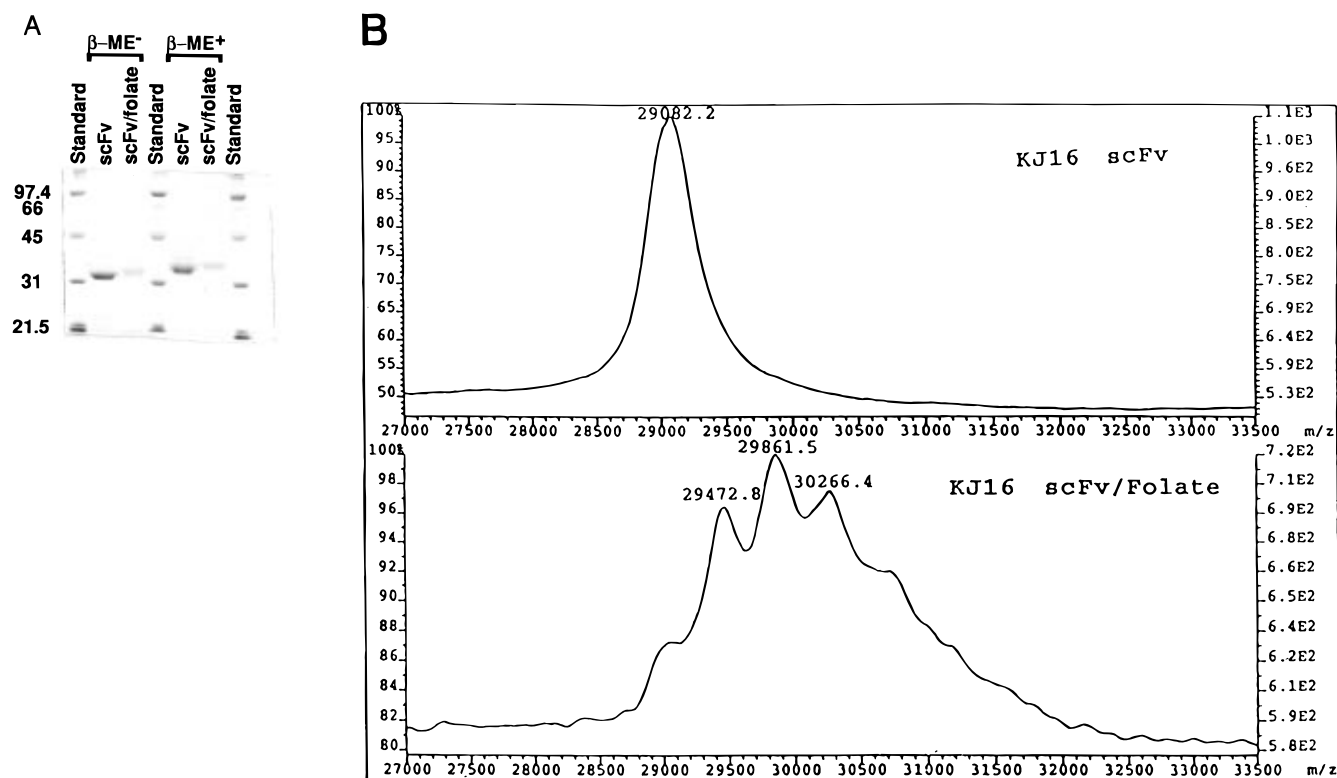 A
β–ME- β–ME+
Standard
scFv
scFv/folate
Standard
scFv
scFv/folate
Standard
97.4
66
45
31
21.5
B
29082.2
KJ16 scFv
100%
95
90
85
80
75
70
65
60
55
50
1.1E3
1.0E3
9.6E2
9.0E2
8.5E2
8.0E2
7.5E2
6.9E2
6.4E2
5.9E2
5.3E2
27000 27500 28000 28500 29000 29500 30000 30500 31000 31500 32000 32500 33000 33500 m/z
29861.5
29472.8
30266.4
KJ16 scFv/Folate
100%
98
96
94
92
90
88
86
84
82
80
7.2E2
7.1E2
6.9E2
6.8E2
6.6E2
6.5E2
6.4E2
6.2E2
6.1E2
5.9E2
5.8E2
27000 27500 28000 28500 29000 29500 30000 30500 31000 31500 32000 32500 33000 33500 m/z